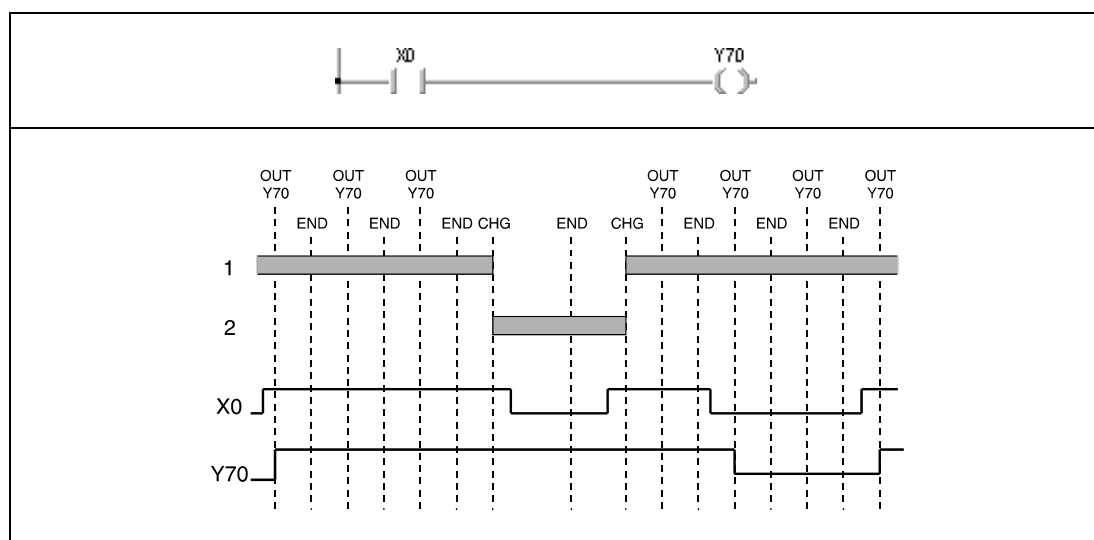 X0 Y70
OUT OUT OUT OUT OUT OUT OUT
Y70 Y70 Y70 Y70 Y70 Y70 Y70
END END END CHG END CHG END END END
1
2
X0
Y70